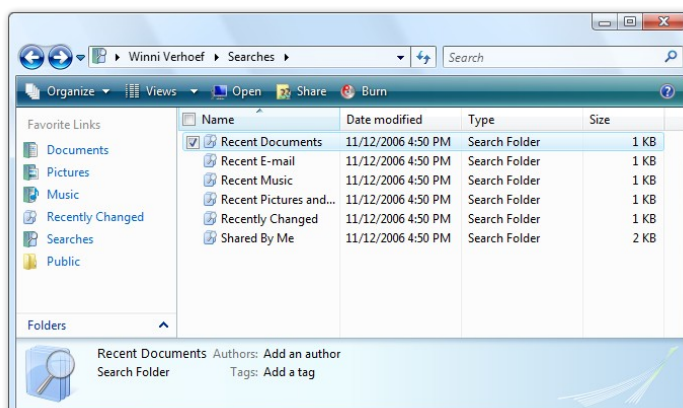 Winni Verhoef Searches
Search
Organize Views Open Share Burn
Favorite Links
Documents
Pictures
Music
Recently Changed
Searches
Public
Folders
Name Date modified Type Size
Recent Documents 11/12/2006 4:50 PM Search Folder 1 KB
Recent E-mail 11/12/2006 4:50 PM Search Folder 1 KB
Recent Music 11/12/2006 4:50 PM Search Folder 1 KB
Recent Pictures and... 11/12/2006 4:50 PM Search Folder 1 KB
Recently Changed 11/12/2006 4:50 PM Search Folder 1 KB
Shared By Me 11/12/2006 4:50 PM Search Folder 2 KB
Recent Documents Authors: Add an author
Search Folder Tags: Add a tag